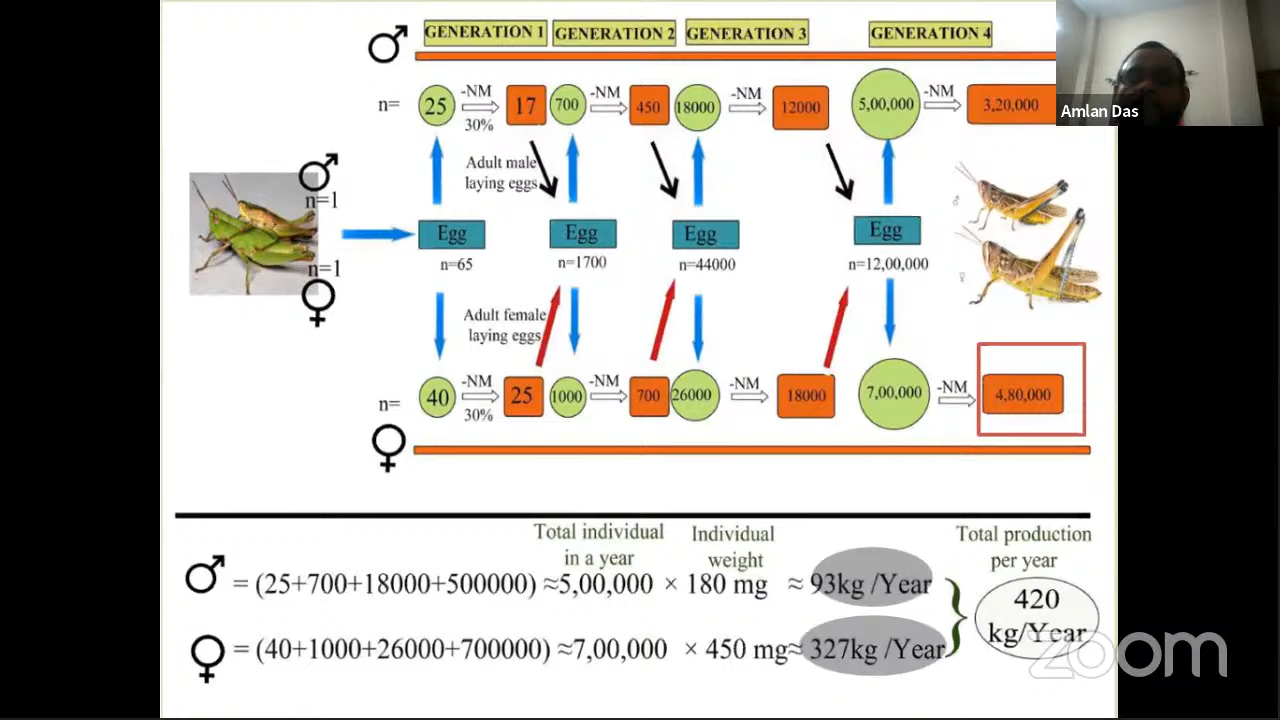 GENERATION 1 GENERATION 2 GENERATION 3 GENERATION 4
♂
n= 25 -NM 30% 17 700 -NM 450 18000 -NM 12000 5,00,000 -NM 3,20,000
Amlan Das
Adult male
laying eggs
♂
n=1
Egg Egg Egg Egg
n=65 n=1700 n=44000 n=12,00,000
n=1
♀
Adult female
laying eggs
n= 40 -NM 30% 25 1000 -NM 700 26000 -NM 18000 7,00,000 -NM 4,80,000
♀
Total individual
in a year
Individual
weight
Total production
per year
♂ = (25+700+18000+500000) ≈5,00,000 × 180 mg ≈ 93kg /Year
420
kg/Year
♀ = (40+1000+26000+700000) ≈7,00,000 × 450 mg≈ 327kg /Year
zoom